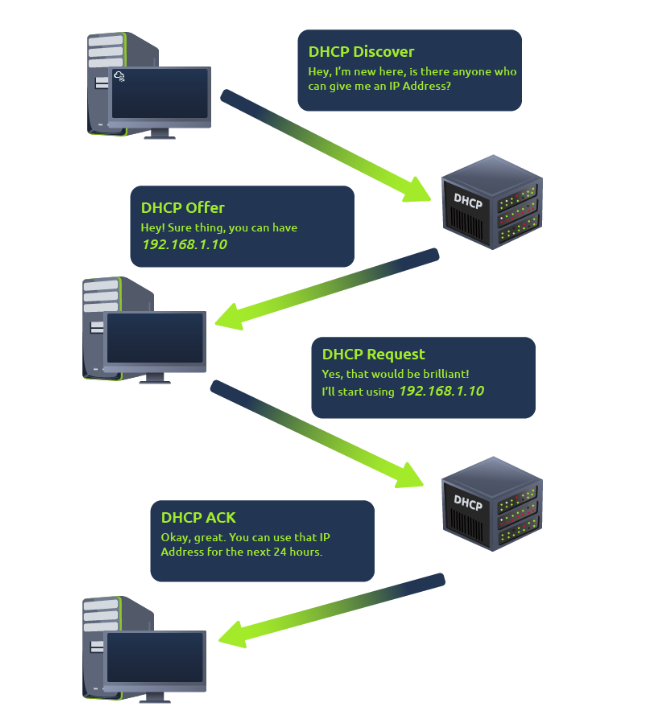 DHCP Discover
Hey, I'm new here, is there anyone who
can give me an IP Address?
DHCP
DHCP Offer
Hey! Sure thing, you can have
192.168.1.10
DHCP Request
Yes, that would be brilliant!
I'll start using 192.168.1.10
DHCP
DHCP ACK
Okay, great. You can use that IP
Address for the next 24 hours.